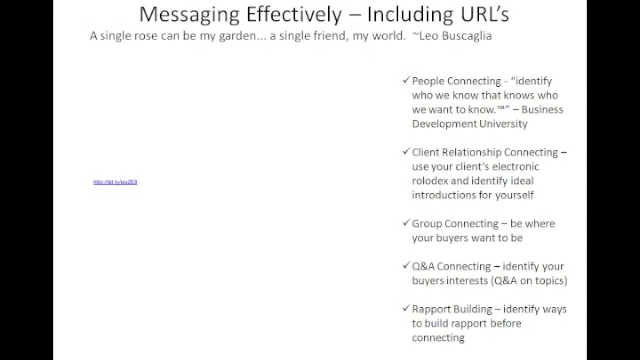 Messaging Effectively – Including URL’s
A single rose can be my garden... a single friend, my world.  ~Leo Buscaglia
✓People Connecting - “identify
who we know that knows who
we want to know.™” – Business
Development University
✓Client Relationship Connecting –
use your client’s electronic
rolodex and identify ideal
introductions for yourself
✓Group Connecting – be where
your buyers want to be
✓Q&A Connecting – identify your
buyers interests (Q&A on topics)
✓Rapport Building – identify ways
to build rapport before
connecting